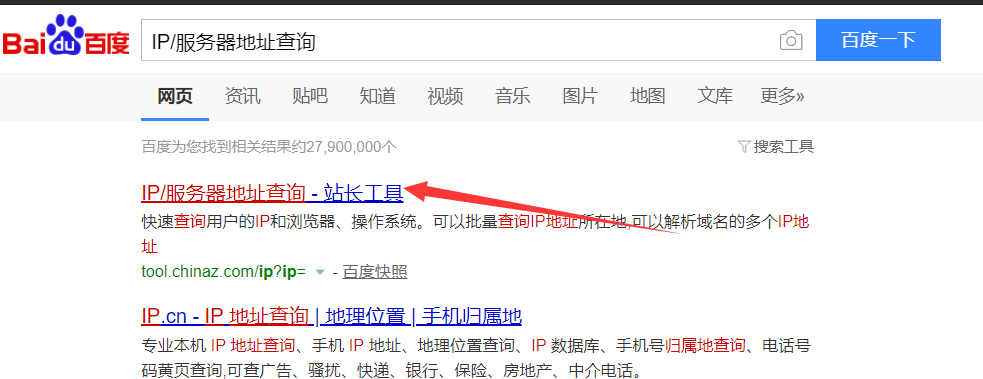 Bai du 百度
IP/服务器地址查询
百度一下
网页 资讯 贴吧 知道 视频 音乐 图片 地图 文库 更多»
百度为您找到相关结果约27,900,000个
搜索工具
IP/服务器地址查询 - 站长工具
快速查询用户的IP和浏览器、操作系统。可以批量查询IP地址所在地,可以解析域名的多个IP地
址
tool.chinaz.com/ip?ip= - 百度快照
IP.cn - IP 地址查询 | 地理位置 | 手机归属地
专业本机 IP 地址查询、手机 IP 地址、地理位置查询、IP 数据库、手机号归属地查询、电话号
码黄页查询,可查广告、骚扰、快递、银行、保险、房地产、中介电话。